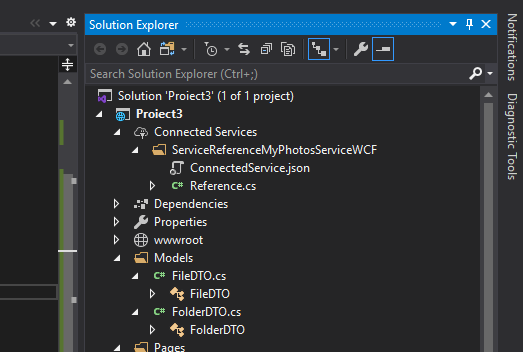 Solution Explorer
Search Solution Explorer (Ctrl+;)
Solution 'Proiect3' (1 of 1 project)
Proiect3
Connected Services
ServiceReferenceMyPhotosServiceWCF
ConnectedService.json
C# Reference.cs
Dependencies
Properties
wwwroot
Models
C# FileDTO.cs
FileDTO
C# FolderDTO.cs
FolderDTO
Pages
Notifications
Diagnostic Tools